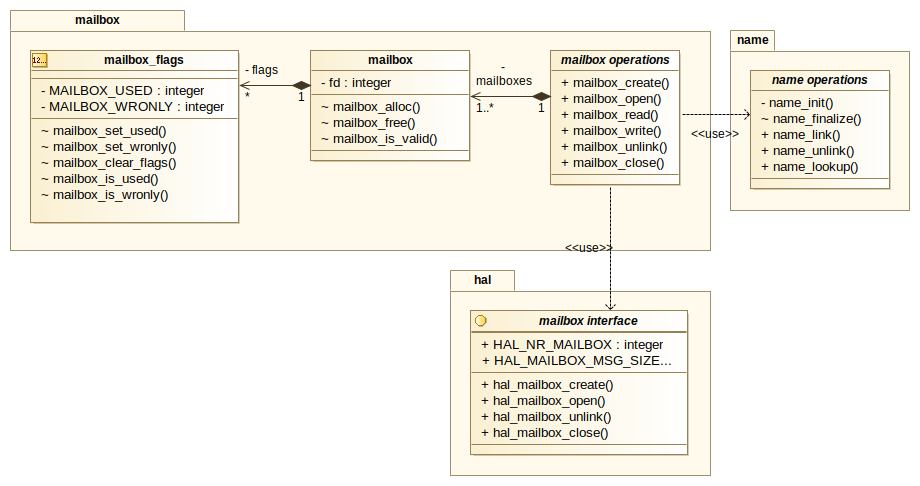 mailbox
12...
mailbox_flags
- MAILBOX_USED : integer
- MAILBOX_WRONLY : integer
~ mailbox_set_used()
~ mailbox_set_wronly()
~ mailbox_clear_flags()
~ mailbox_is_used()
~ mailbox_is_wronly()
- flags
*
1
mailbox
- fd : integer
~ mailbox_alloc()
~ mailbox_free()
~ mailbox_is_valid()
-
mailboxes
1..*
1
mailbox operations
+ mailbox_create()
+ mailbox_open()
+ mailbox_read()
+ mailbox_write()
+ mailbox_unlink()
+ mailbox_close()
<<use>>
name
name operations
- name_init()
~ name_finalize()
+ name_link()
+ name_unlink()
+ name_lookup()
<<use>>
hal
mailbox interface
+ HAL_NR_MAILBOX : integer
+ HAL_MAILBOX_MSG_SIZE...
+ hal_mailbox_create()
+ hal_mailbox_open()
+ hal_mailbox_unlink()
+ hal_mailbox_close()